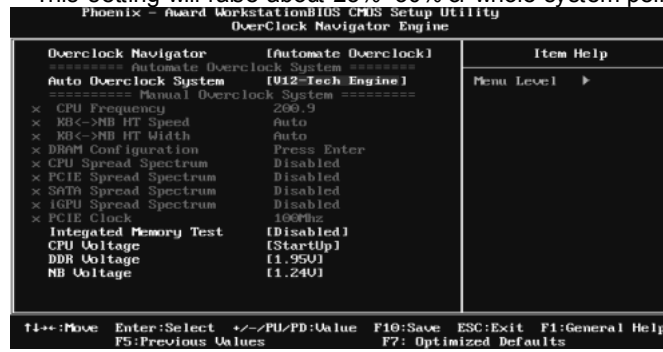 Phoenix - Award WorkstationBIOS CMOS Setup Utility
OverClock Navigator Engine
Overclock Navigator [Automate Overclock]
======== Automate Overclock System ========
Auto Overclock System [V12-Tech Engine]
========== Manual Overclock System =========
x CPU Frequency 200.9
x K8<->NB HT Speed Auto
x K8<->NB HT Width Auto
x DRAM Configuration Press Enter
x CPU Spread Spectrum Disabled
x PCIE Spread Spectrum Disabled
x SATA Spread Spectrum Disabled
x iGPU Spread Spectrum Disabled
x PCIE Clock 100Mhz
Integated Memory Test [Disabled]
CPU Voltage [StartUp]
DDR Voltage [1.95V]
NB Voltage [1.24V]
Item Help
Menu Level ►
↑↓→←:Move Enter:Select +/-/PU/PD:Value F10:Save ESC:Exit F1:General Help
F5:Previous Values F7: Optimized Defaults